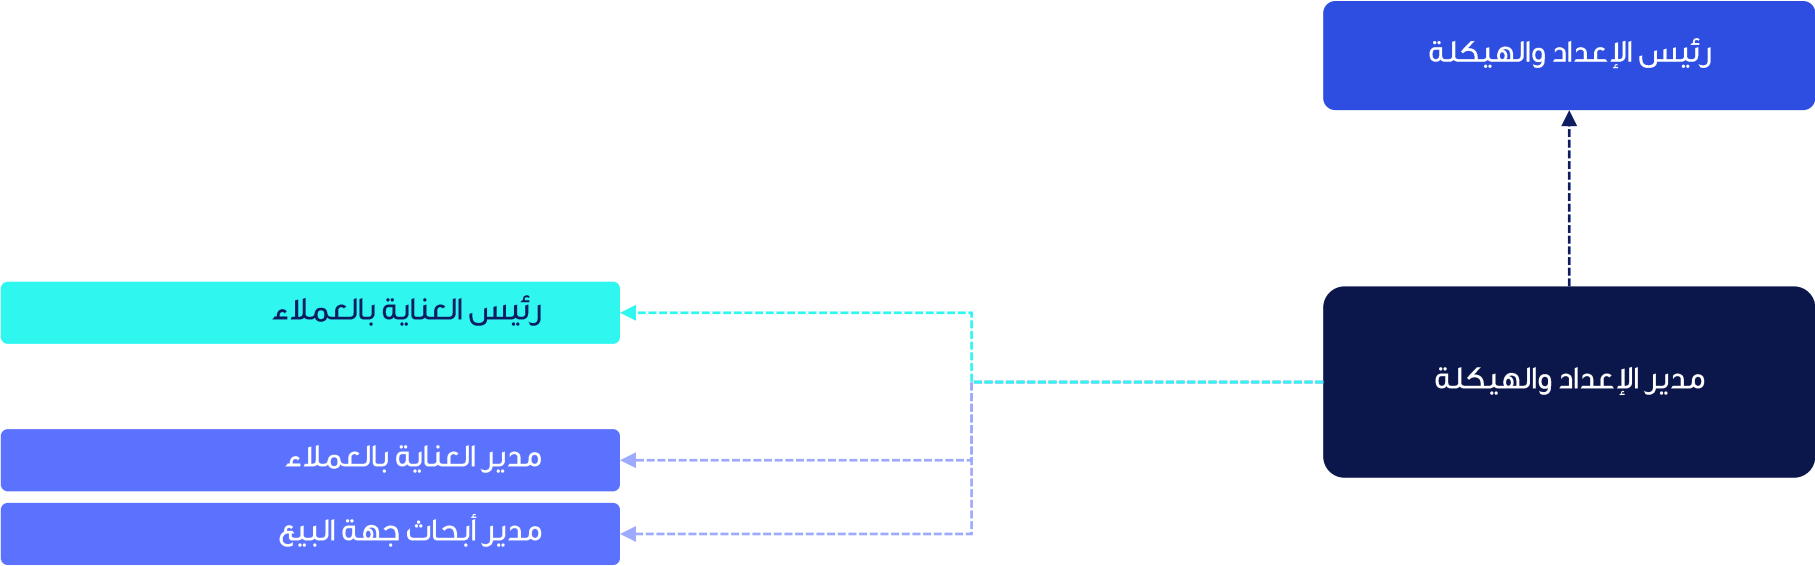 رئيس الإعداد والهيكلة
مدير الإعداد والهيكلة
رئيس العناية بالعملاء
مدير العناية بالعملاء
مدير أبحاث جهة البيع